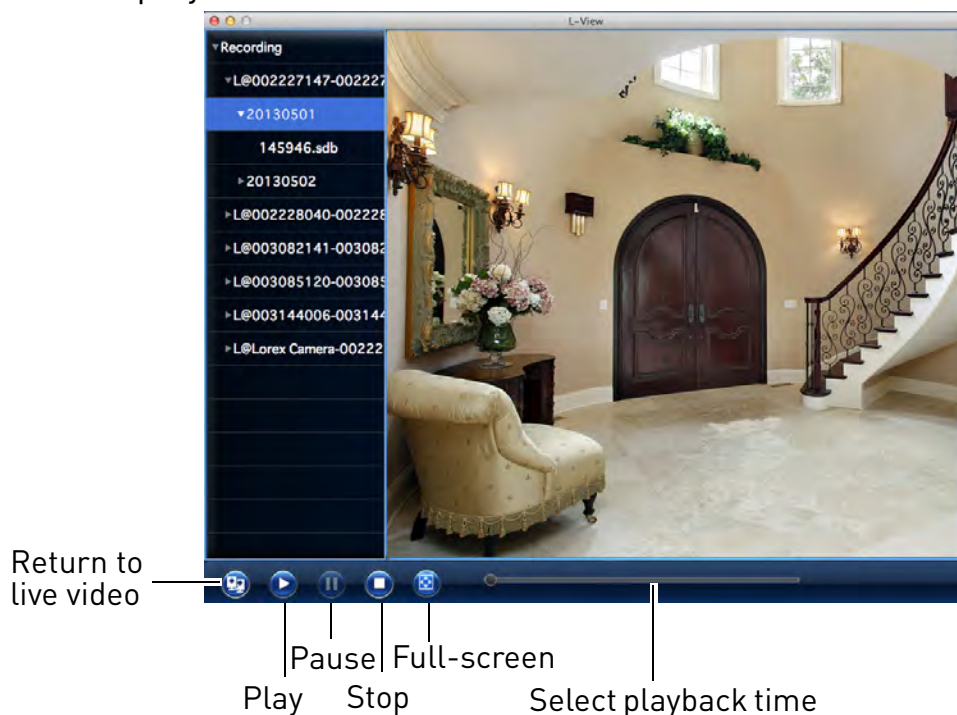 L-View
Recording
L@002227147-002227
20130501
145946.sdb
20130502
L@002228040-002228
L@003082141-003082
L@003085120-003085
L@003144006-003144
L@Lorex Camera-00222
Return to
live video
Pause
Full-screen
Play
Stop
Select playback time